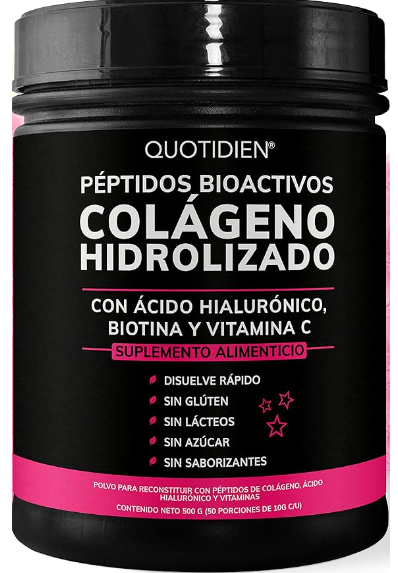 QUOTIDIEN®
PÉPTIDOS BIOACTIVOS
COLÁGENO
HIDROLIZADO
CON ÁCIDO HIALURÓNICO,
BIOTINA Y VITAMINA C
SUPLEMENTO ALIMENTICIO
DISUELVE RÁPIDO
SIN GLÚTEN
SIN LÁCTEOS
SIN AZÚCAR
SIN SABORIZANTES
POLVO PARA RECONSTITUIR CON PÉPTIDOS DE COLÁGENO, ÁCIDO
HIALURÓNICO Y VITAMINAS
CONTENIDO NETO 500 G (50 PORCIONES DE 10G C/U)